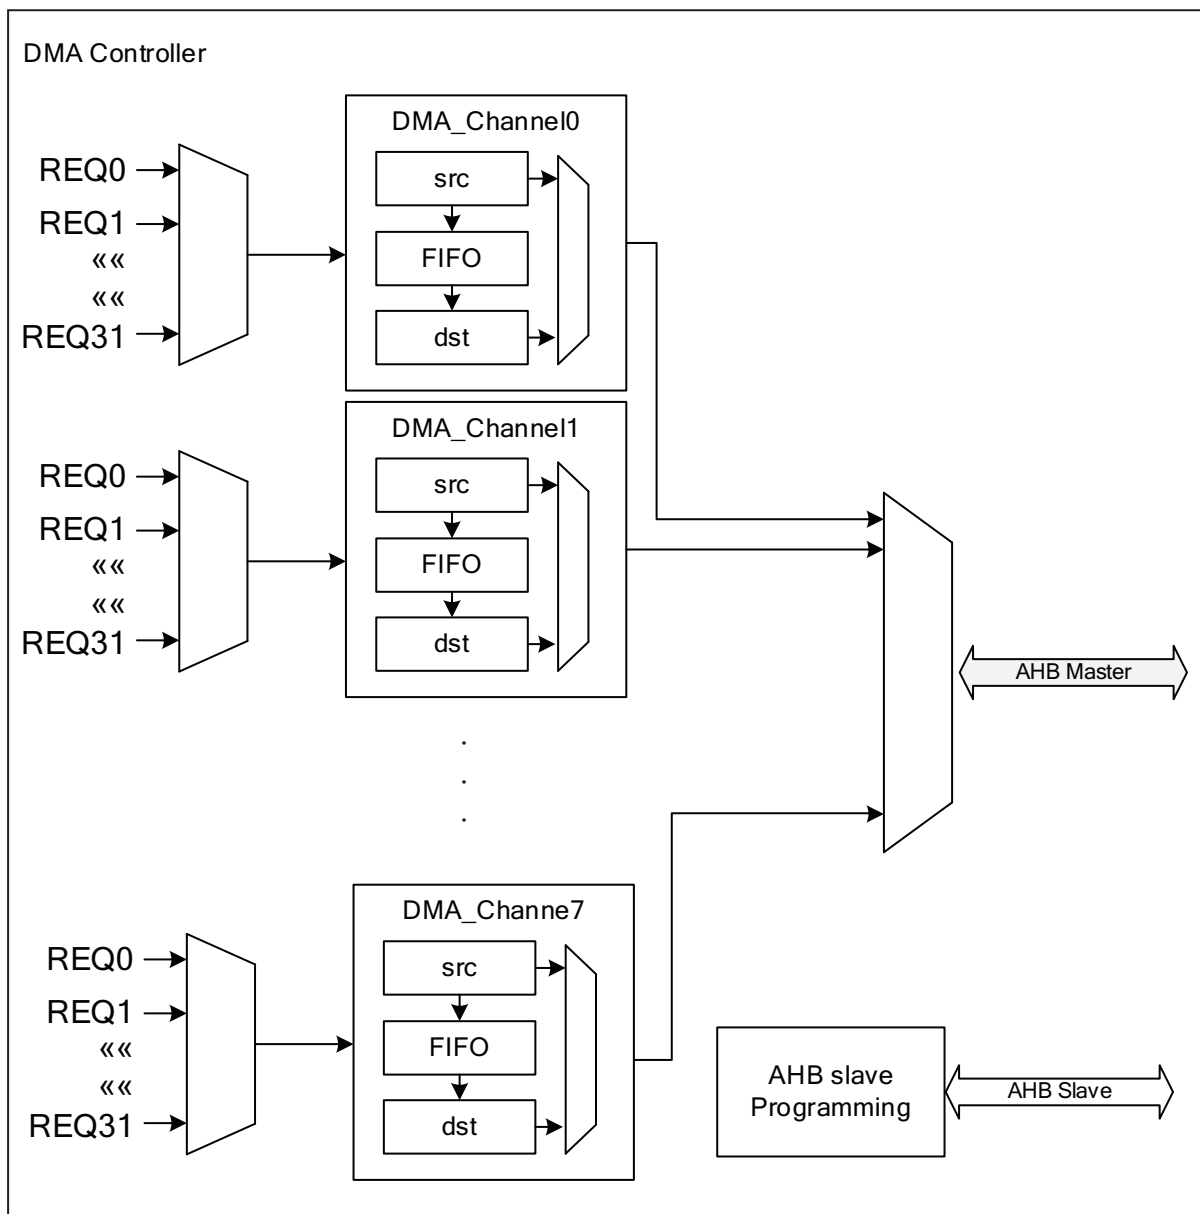 DMA Controller
REQ0
REQ1
««
««
REQ31
DMA_Channel0
src
FIFO
dst
REQ0
REQ1
««
««
REQ31
DMA_Channel1
src
FIFO
dst
AHB Master
.
.
.
REQ0
REQ1
««
««
REQ31
DMA_Channe7
src
FIFO
dst
AHB slave
Programming
AHB Slave